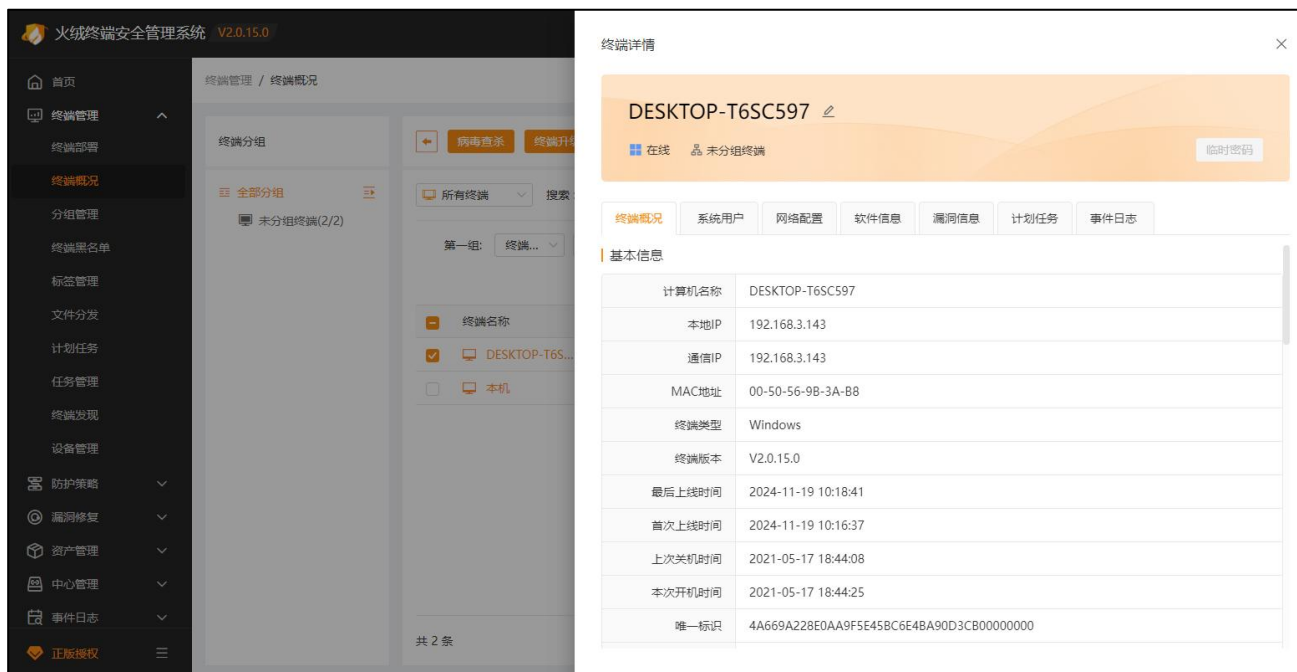 火绒终端安全管理系统 V2.0.15.0
首页
终端管理
终端部署
终端概况
分组管理
终端黑名单
标签管理
文件分发
计划任务
任务管理
终端发现
设备管理
防护策略
漏洞修复
资产管理
中心管理
事件日志
正版授权
终端管理 / 终端概况
终端分组
全部分组
未分组终端(2/2)
病毒查杀 终端升级
所有终端 搜索:
第一组: 终端...
终端名称
DESKTOP-T6S...
本机
共 2 条
终端详情
DESKTOP-T6SC597
在线 未分组终端
临时密码
终端概况 系统用户 网络配置 软件信息 漏洞信息 计划任务 事件日志
基本信息
计算机名称 DESKTOP-T6SC597
本地IP 192.168.3.143
通信IP 192.168.3.143
MAC地址 00-50-56-9B-3A-B8
终端类型 Windows
终端版本 V2.0.15.0
最后上线时间 2024-11-19 10:18:41
首次上线时间 2024-11-19 10:16:37
上次关机时间 2021-05-17 18:44:08
本次开机时间 2021-05-17 18:44:25
唯一标识 4A669A228E0AA9F5E45BC6E4BA90D3CB00000000